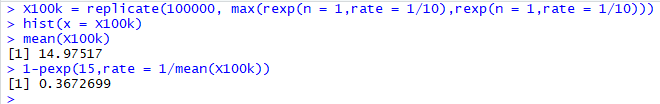 > X100k = replicate(100000, max(rexp(n = 1,rate = 1/10),rexp(n = 1,rate = 1/10)))
> hist(x = X100k)
> mean(X100k)
[1] 14.97517
> 1-pexp(15,rate = 1/mean(X100k))
[1] 0.3672699
>